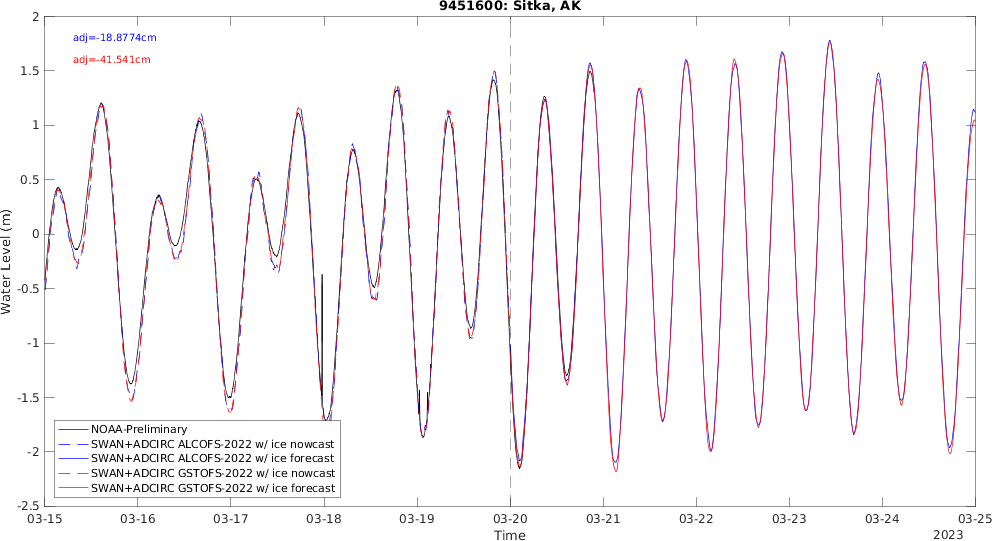 9451600: Sitka, AK
adj=-18.8774cm
adj=-41.541cm
Water Level (m)
2
1.5
1
0.5
0
-0.5
-1
-1.5
-2
-2.5
NOAA-Preliminary
SWAN+ADCIRC ALCOFS-2022 w/ ice nowcast
SWAN+ADCIRC ALCOFS-2022 w/ ice forecast
SWAN+ADCIRC GSTOFS-2022 w/ ice nowcast
SWAN+ADCIRC GSTOFS-2022 w/ ice forecast
03-15 03-16 03-17 03-18 03-19 03-20 03-21 03-22 03-23 03-24 03-25
Time
2023